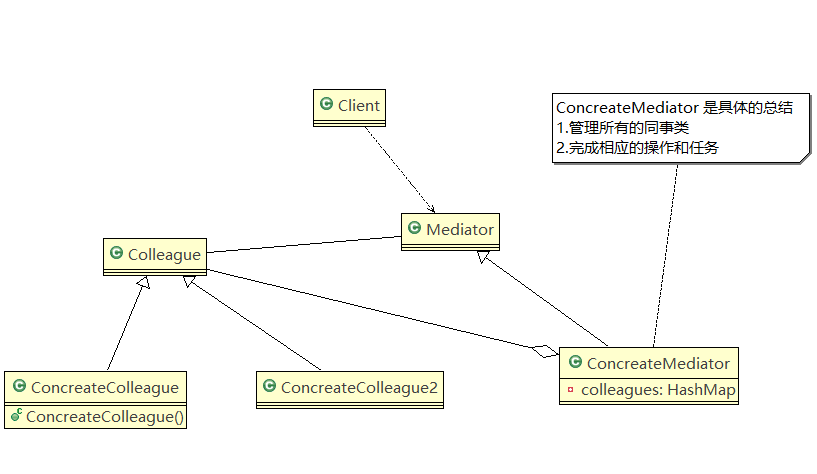 Client
ConcreateMediator 是具体的总结
1.管理所有的同事类
2.完成相应的操作和任务
Mediator
Colleague
ConcreateMediator
colleagues: HashMap
ConcreateColleague
ConcreateColleague()
ConcreateColleague2